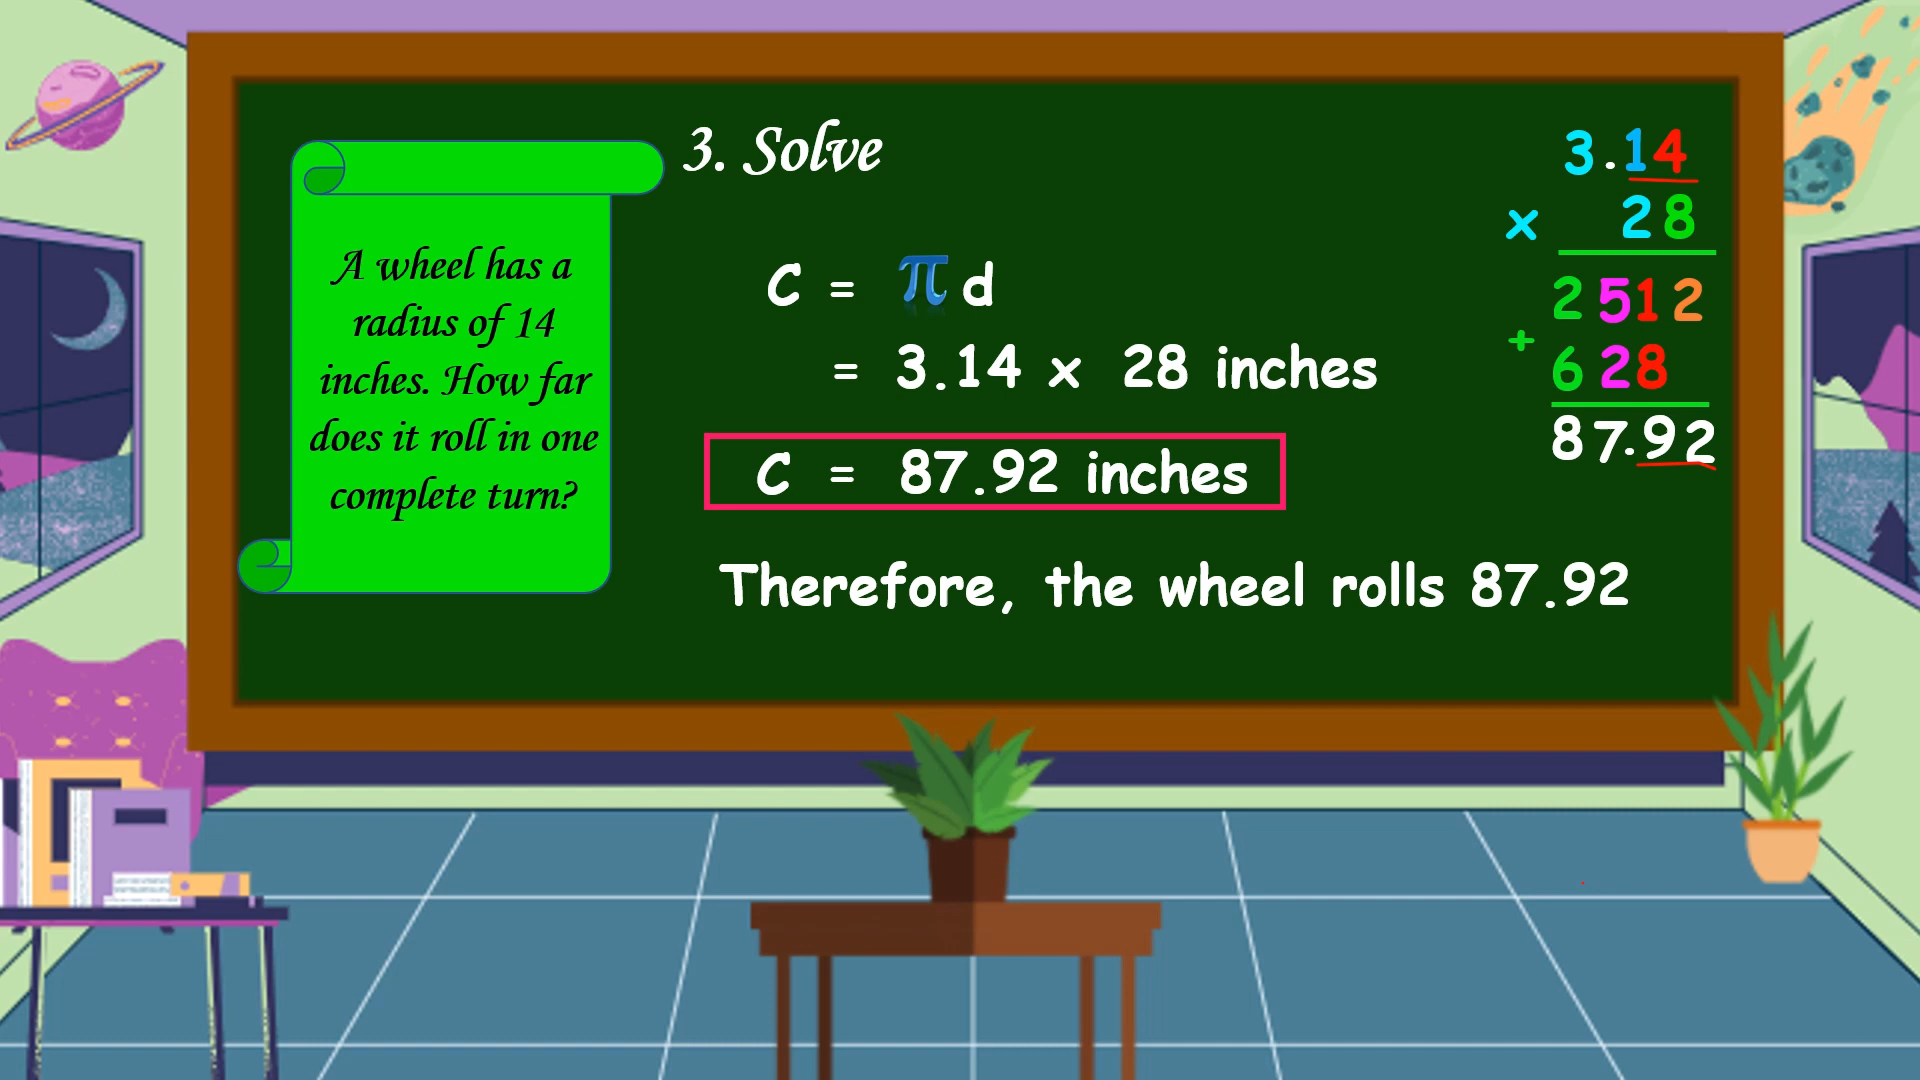 A wheel has a
radius of 14
inches. How far
does it roll in one
complete turn?
3. Solve
C = π d
= 3.14 x 28 inches
C = 87.92 inches
Therefore, the wheel rolls 87.92
3.14
x 28
2512
+ 628
87.92